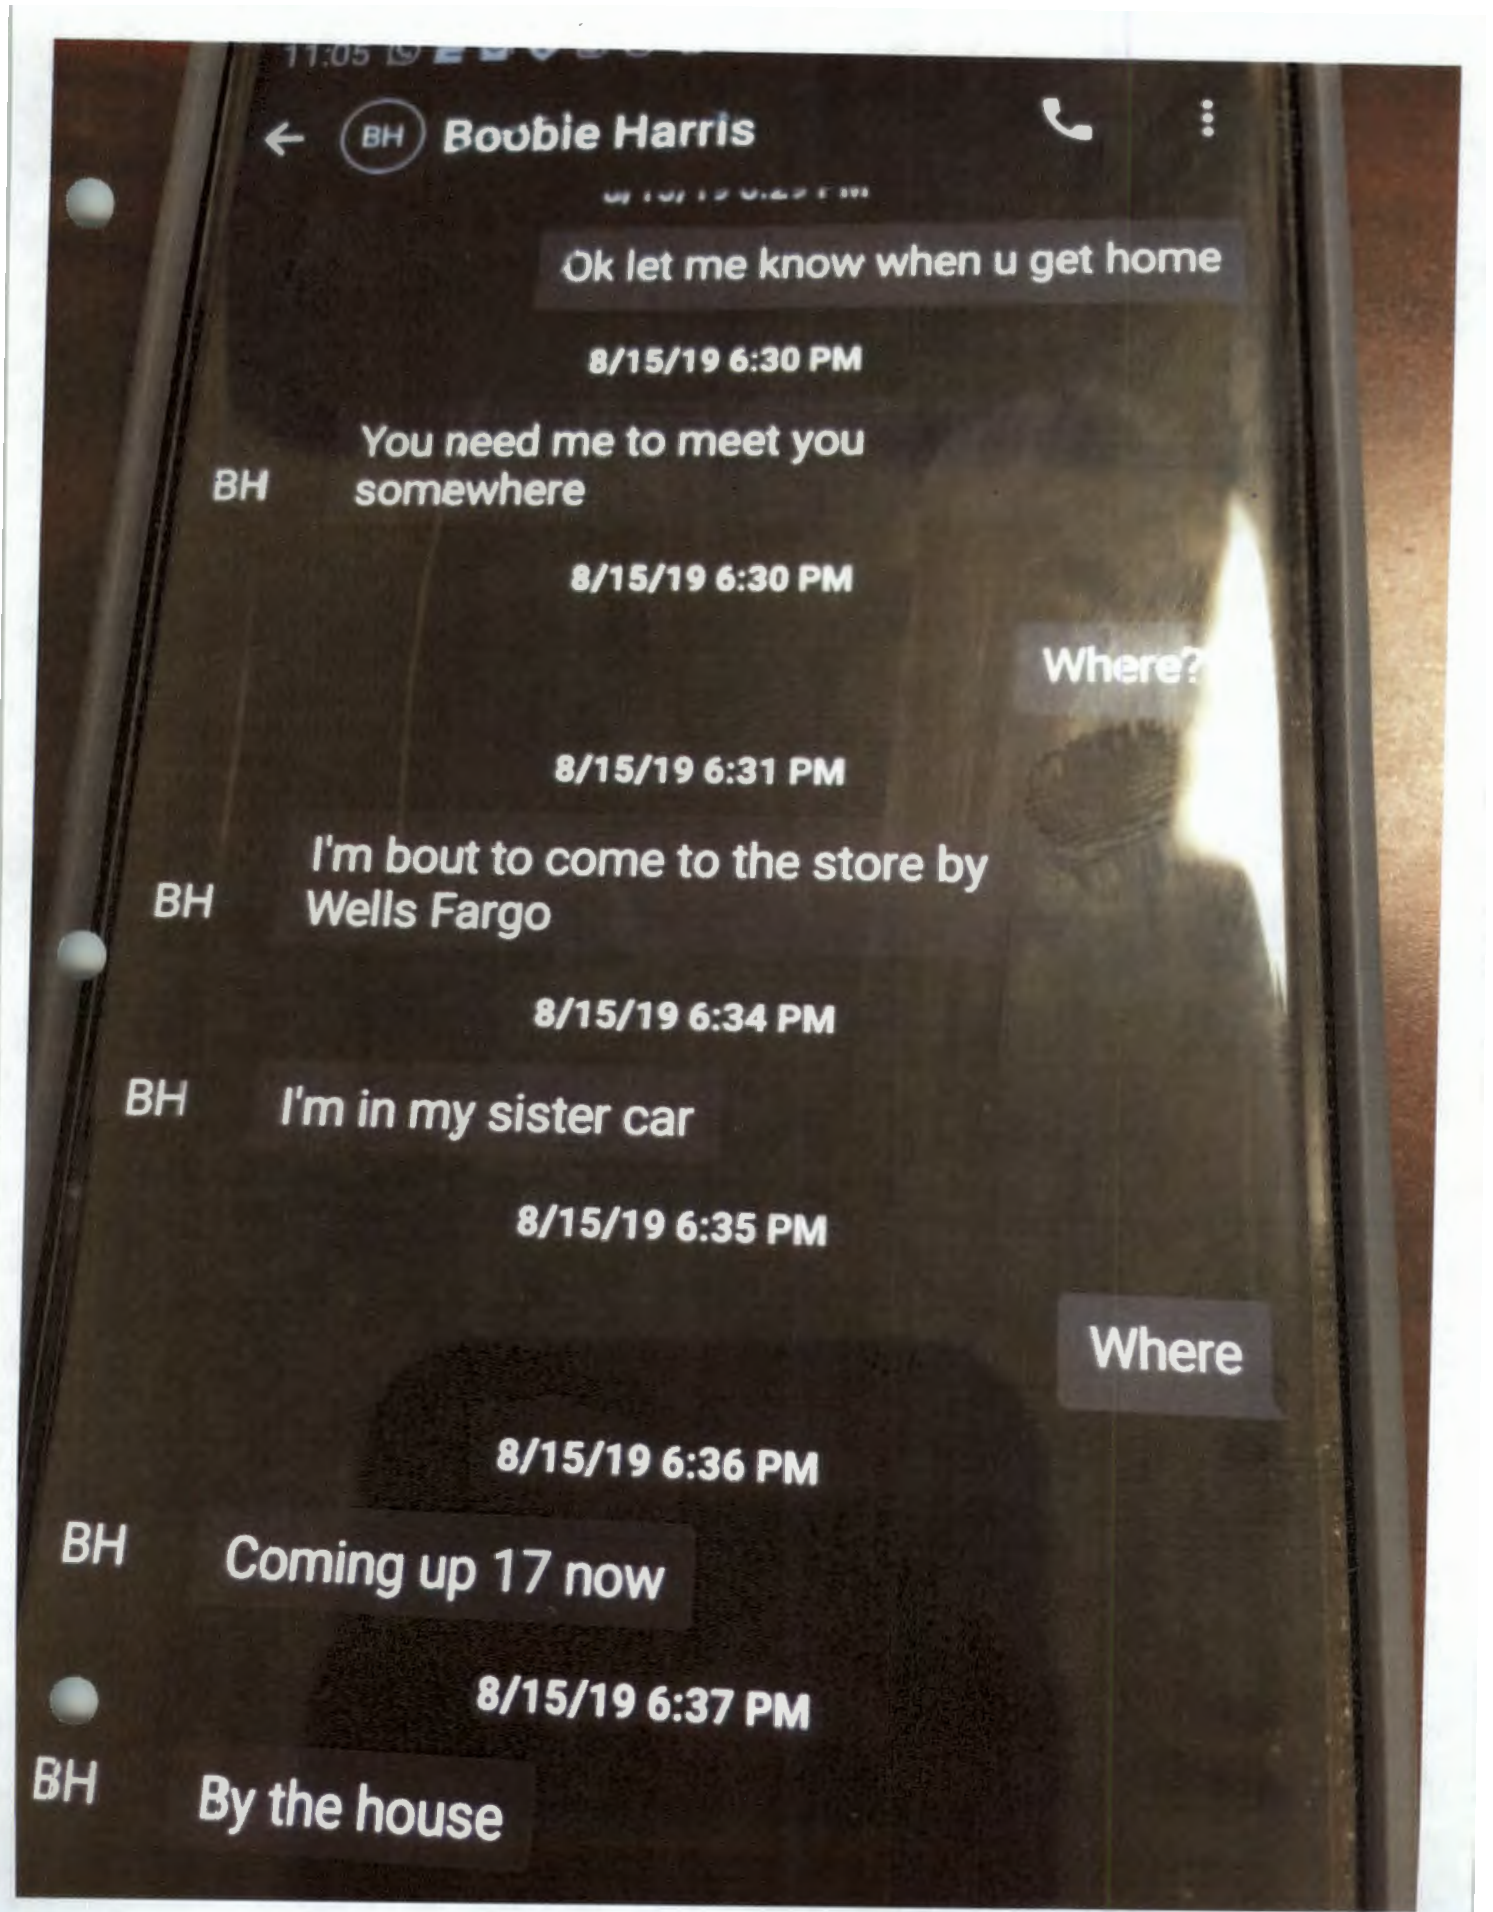 11:05
BH Boobie Harris
Ok let me know when u get home
8/15/19 6:30 PM
You need me to meet you
BH somewhere
8/15/19 6:30 PM
Where?
8/15/19 6:31 PM
I'm bout to come to the store by
BH Wells Fargo
8/15/19 6:34 PM
BH I'm in my sister car
8/15/19 6:35 PM
Where
8/15/19 6:36 PM
BH Coming up 17 now
8/15/19 6:37 PM
BH By the house